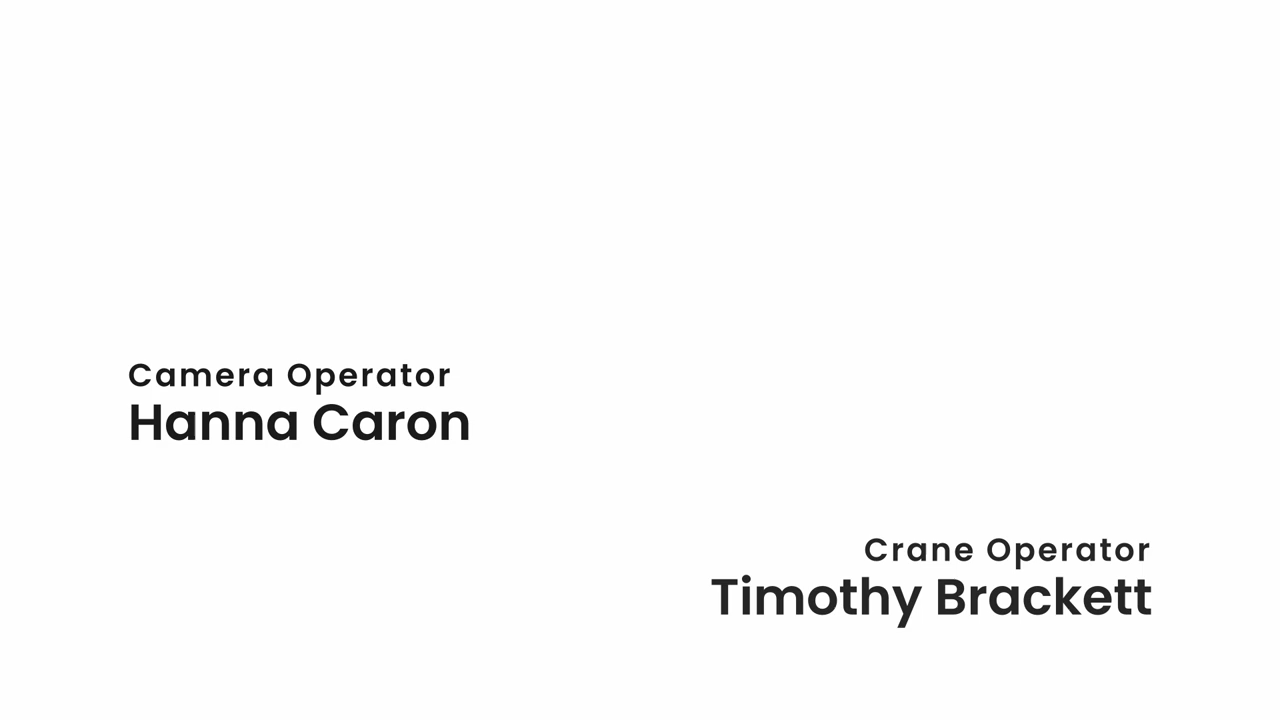 Camera Operator
Hanna Caron
Crane Operator
Timothy Brackett